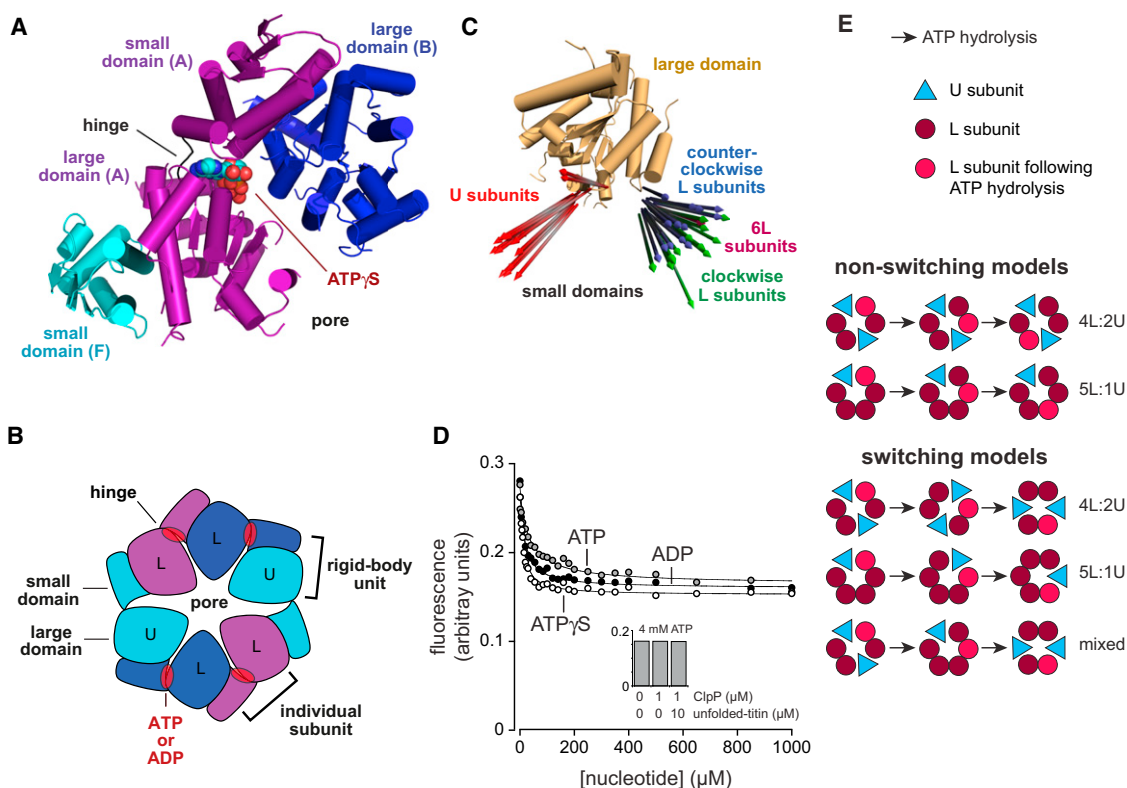 A
small
domain (A)
large
domain (B)
hinge
large
domain (A)
ATPγS
small
domain (F)
pore
B
hinge
L
L
U
small
domain
pore
rigid-body
unit
large
domain
U
L
L
ATP
or
ADP
individual
subunit
C
large domain
U subunits
counter-
clockwise
L subunits
6L
subunits
clockwise
L subunits
small domains
D
0.3
0.2
0.1
0
fluorescence
(arbitray units)
ATP
ADP
ATPγS
0.2
0
4 mM ATP
0 1 1 ClpP (μM)
0 0 10 unfolded-titin (μM)
0 200 400 600 800 1000
[nucleotide] (μM)
E
ATP hydrolysis
U subunit
L subunit
L subunit following
ATP hydrolysis
non-switching models
4L:2U
5L:1U
switching models
4L:2U
5L:1U
mixed